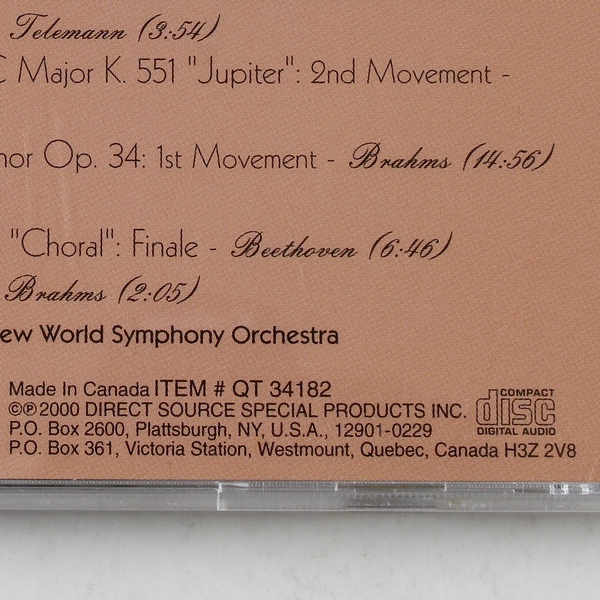 Telemann (3:54)
C Major K. 551 "Jupiter": 2nd Movement -
nor Op. 34: 1st Movement - Brahms (14:56)
"Choral": Finale - Beethoven (6:46)
Brahms (2:05)
ew World Symphony Orchestra
Made In Canada ITEM # QT 34182
©℗2000 DIRECT SOURCE SPECIAL PRODUCTS INC.
P.O. Box 2600, Plattsburgh, NY, U.S.A., 12901-0229
P.O. Box 361, Victoria Station, Westmount, Quebec, Canada H3Z 2V8
COMPACT
disc
DIGITAL AUDIO